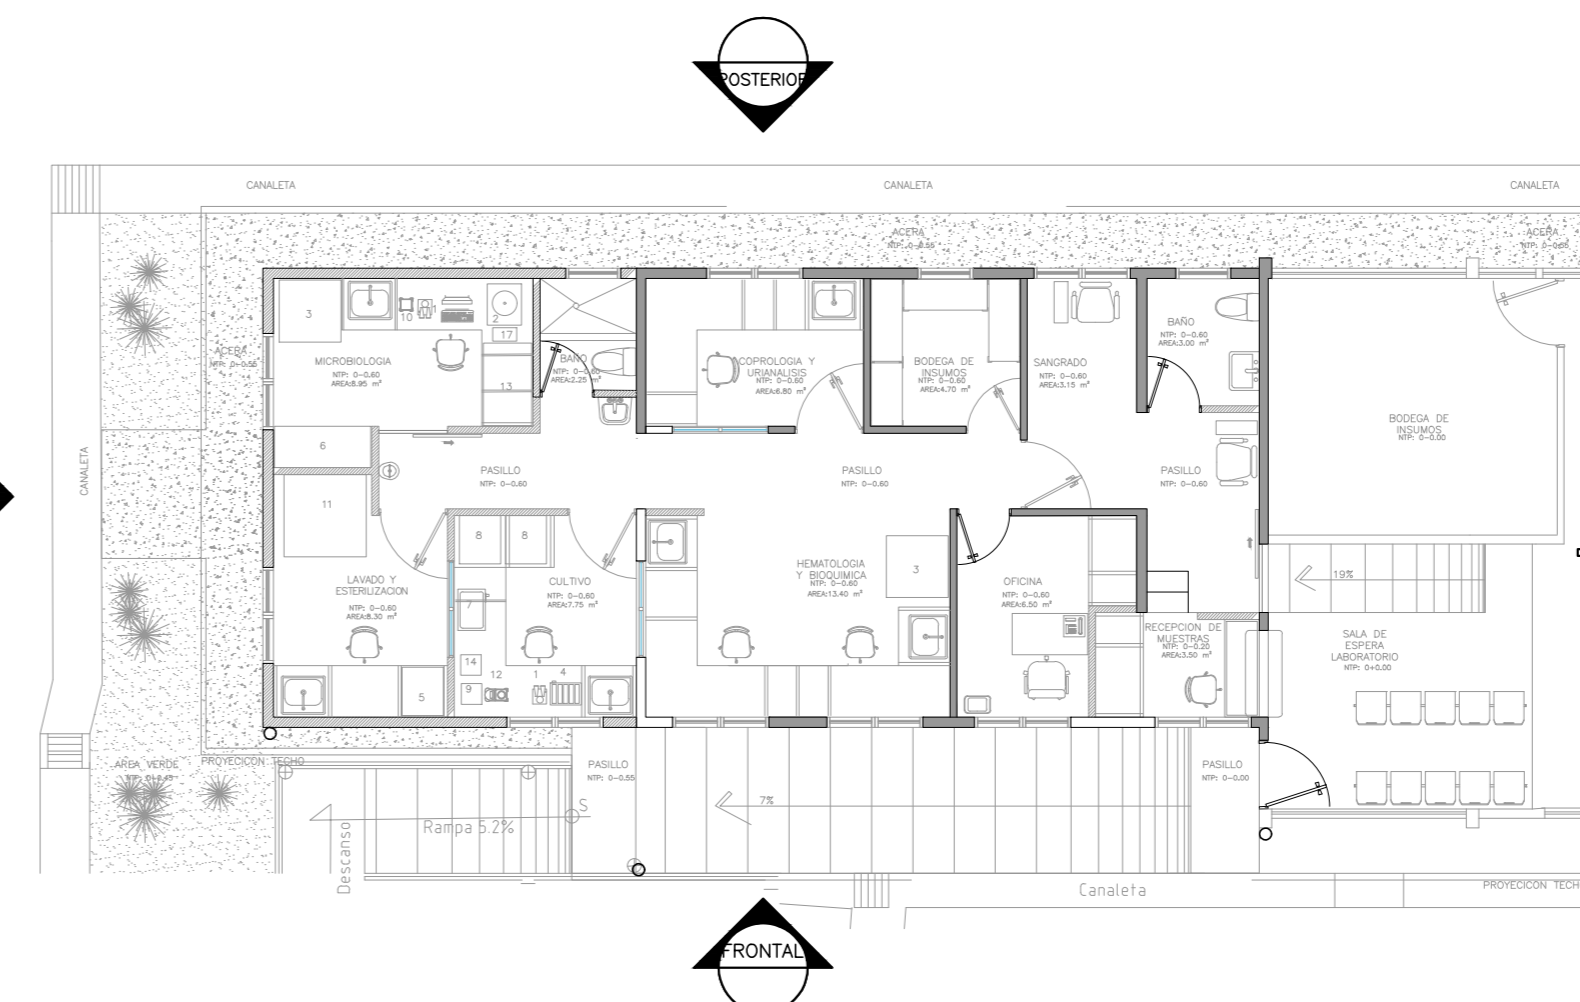 POSTERIOR
CANALETA
CANALETA
CANALETA
ACERA
NTP: 0-0.55
ACERA
3
10
1
2
17
13
MICROBIOLOGIA
NTP: 0-0.60
AREA:8.95 m²
ACERA
BAÑO
NTP: 0-0.60
AREA:2.25 m²
COPROLOGIA Y
URIANALISIS
NTP: 0-0.60
AREA:6.80 m²
BODEGA DE
INSUMOS
NTP: 0-0.60
AREA:4.70 m²
SANGRADO
NTP: 0-0.60
AREA:3.15 m²
BAÑO
NTP: 0-0.60
AREA:3.00 m²
BODEGA DE
INSUMOS
NTP: 0-0.00
6
CANALETA
PASILLO
NTP: 0-0.60
PASILLO
NTP: 0-0.60
PASILLO
NTP: 0-0.60
11
8
8
LAVADO Y
ESTERILIZACION
NTP: 0-0.60
AREA:8.30 m²
7
CULTIVO
NTP: 0-0.60
AREA:7.75 m²
HEMATOLOGIA
Y BIOQUIMICA
NTP: 0-0.60
AREA:13.40 m²
3
OFICINA
NTP: 0-0.60
AREA:6.50 m²
19%
RECEPCION DE
MUESTRAS
NTP: 0-0.20
AREA:3.50 m²
SALA DE
ESPERA
LABORATORIO
NTP: 0+0.00
5
14
9
12
1
4
AREA VERDE
PROYECICON TECHO
PASILLO
NTP: 0-0.55
PASILLO
NTP: 0-0.00
7%
S
Rampa 5.2%
Descanso
Canaleta
PROYECICON TECHO
FRONTAL